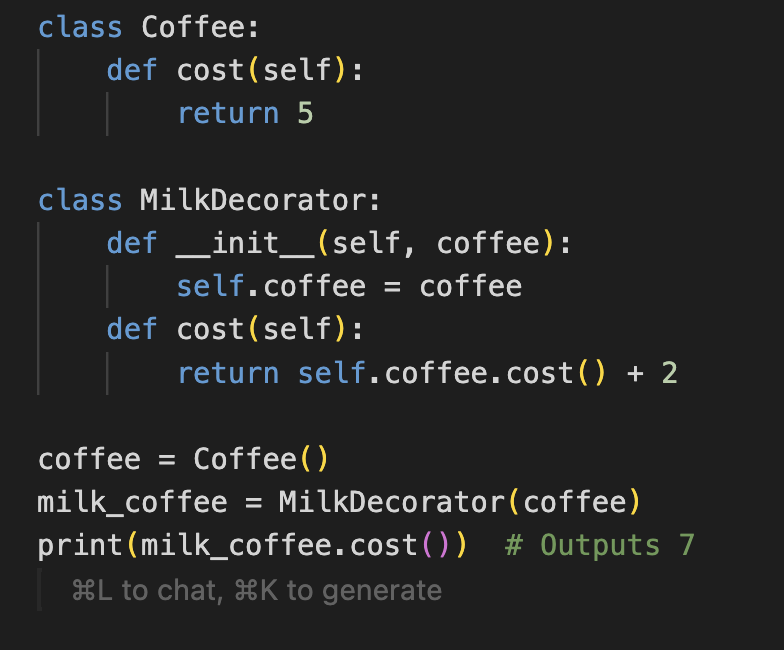 class Coffee:
    def cost(self):
        return 5

class MilkDecorator:
    def __init__(self, coffee):
        self.coffee = coffee
    def cost(self):
        return self.coffee.cost() + 2

coffee = Coffee()
milk_coffee = MilkDecorator(coffee)
print(milk_coffee.cost())  # Outputs 7
⌘L to chat, ⌘K to generate